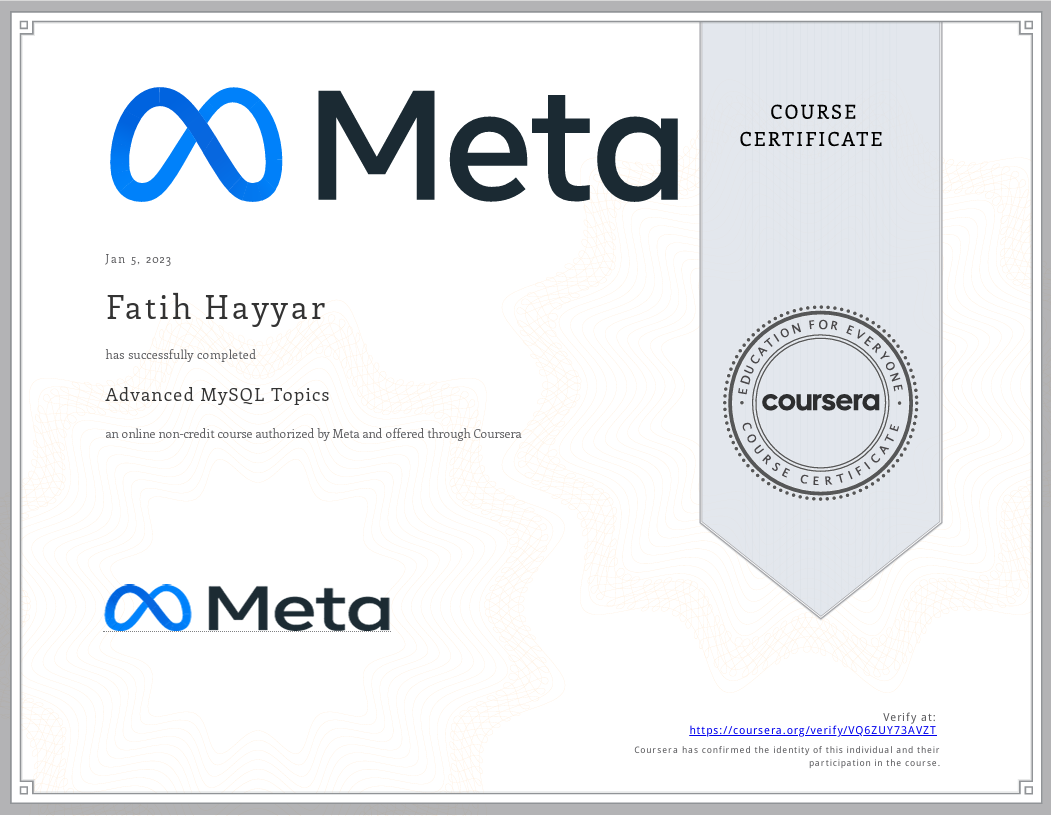 Meta
COURSE
CERTIFICATE
Jan 5, 2023
Fatih Hayyar
has successfully completed
Advanced MySQL Topics
an online non-credit course authorized by Meta and offered through Coursera
EDUCATION FOR EVERYONE
coursera
COURSE CERTIFICATE
Meta
Verify at:
https://coursera.org/verify/VQ6ZUY73AVZT
Coursera has confirmed the identity of this individual and their
participation in the course.